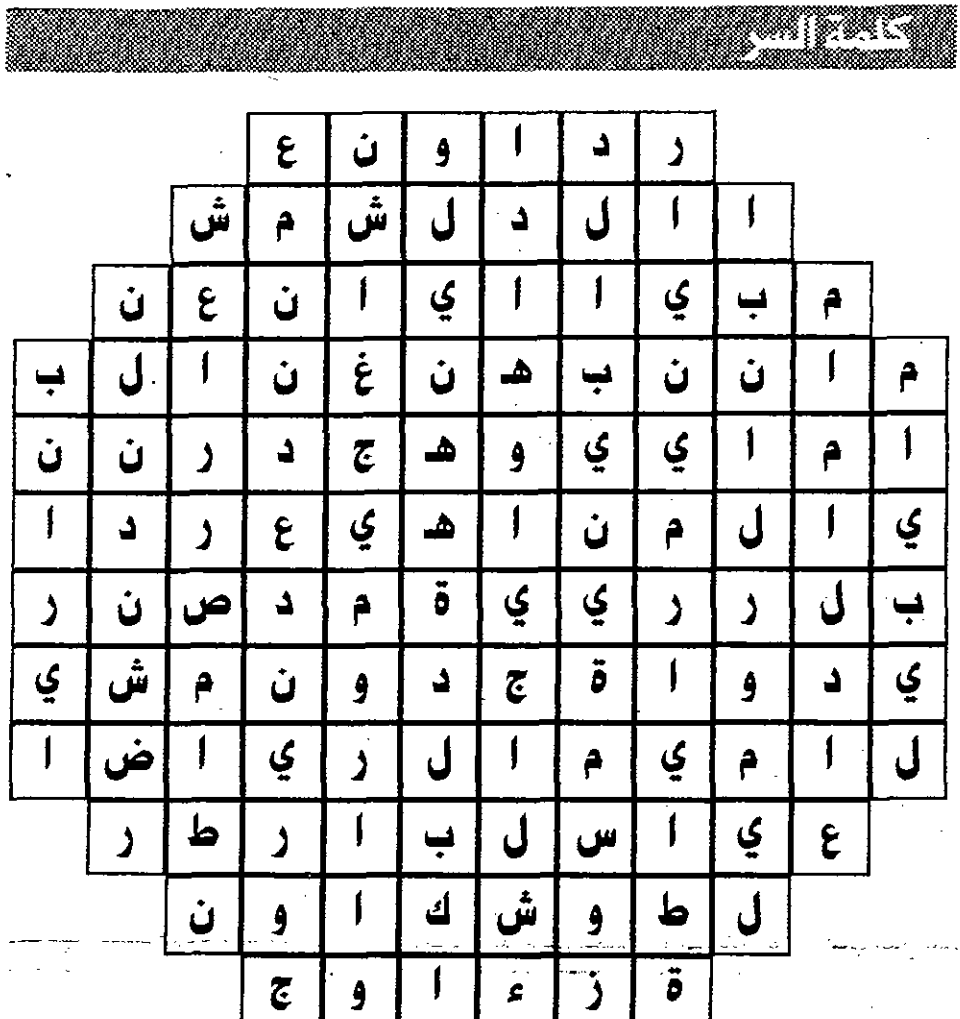 كلمة السر
ر د ا و ن ع
ا ا ل د ل ش م ش
م ب ي ا ا ي ا ن ع ن
م ا ن ن ب هـ ن غ ن ا ل ب
ا م ا ي ي و هـ ج د ر ن ن
ي ا ل م ن ا هـ ي ع ر د ا
ب ل ر ر ي ي ة م د ص ن ر
ي د و ا ة ج د و ن م ش ي
ل ا م ي م ا ل ر ي ا ض ا
ع ي ا س ل ب ا ر ط ر
ل ط و ش ك ا و ن
ة ز ء ا و ج